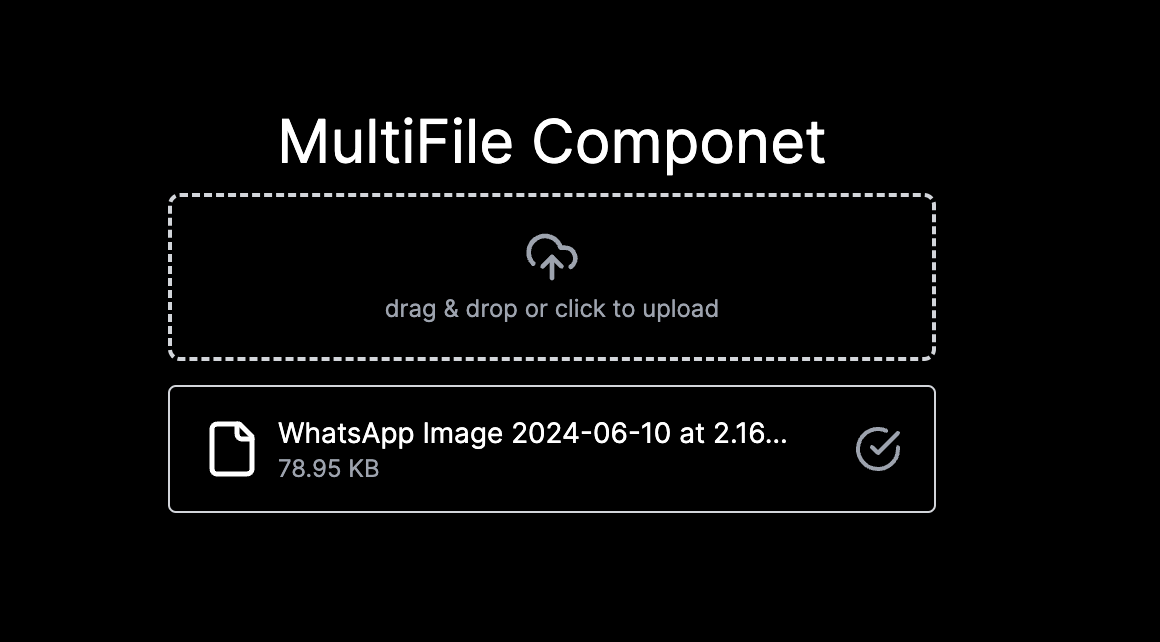 MultiFile Componet
drag & drop or click to upload
WhatsApp Image 2024-06-10 at 2.16...
78.95 KB